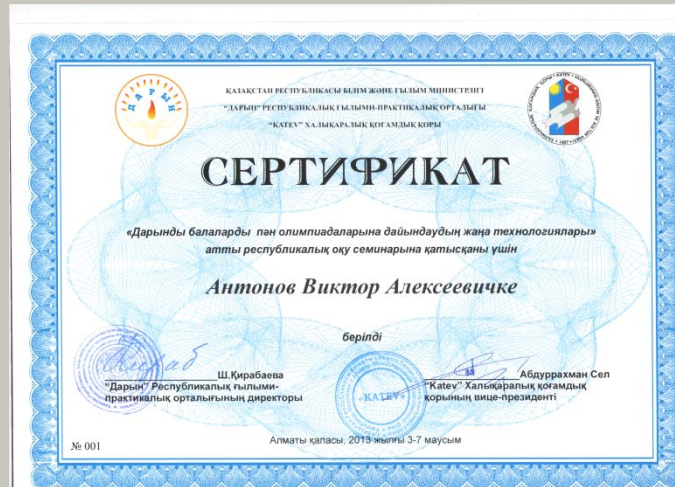 ДАРЫН
ҚАЗАҚСТАН РЕСПУБЛИКАСЫ БІЛІМ ЖӘНЕ ҒЫЛЫМ МИНИСТРЛІГІ
"ДАРЫН" РЕСПУБЛИКАЛЫҚ ҒЫЛЫМИ-ПРАКТИКАЛЫҚ ОРТАЛЫҒЫ
"KATEV" ХАЛЫҚАРАЛЫҚ ҚОҒАМДЫҚ ҚОРЫ
СЕРТИФИКАТ
«Дарынды балаларды пән олимпиадаларына дайындаудың жаңа технологиялары»
атты республикалық оқу семинарына қатысқаны үшін
Антонов Виктор Алексеевичке
берілді
Ш.Қирабаева
"Дарын" Республикалық ғылыми-
практикалық орталығының директоры
«KATEV»
Абдуррахман Сел
"Katev" Халықаралық қоғамдық
қорының вице-президенті
№ 001
Алматы қаласы, 2013 жылғы 3-7 маусым